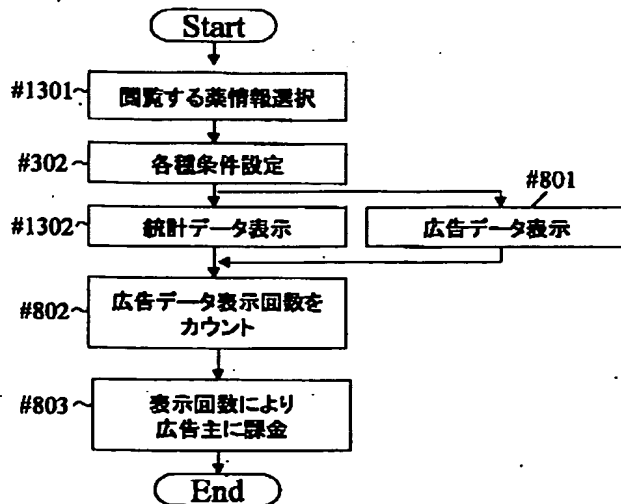 Start
#1301
閲覧する薬情報選択
#302
各種条件設定
#801
#1302
統計データ表示
広告データ表示
#802
広告データ表示回数を
カウント
#803
表示回数により
広告主に課金
End